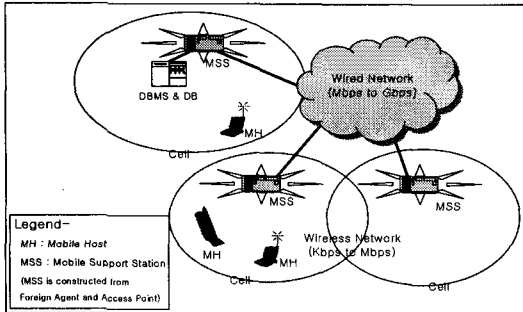 MSS
DBMS & DB
MH
Cell
Wired Network
(Mbps to Gbps)
MSS
MH
MH
Cell
Wireless Network
(Kbps to Mbps)
MSS
Cell
Legend-
MH : Mobile Host
MSS : Mobile Support Station
(MSS is constructed from
Foreign Agent and Access Point)